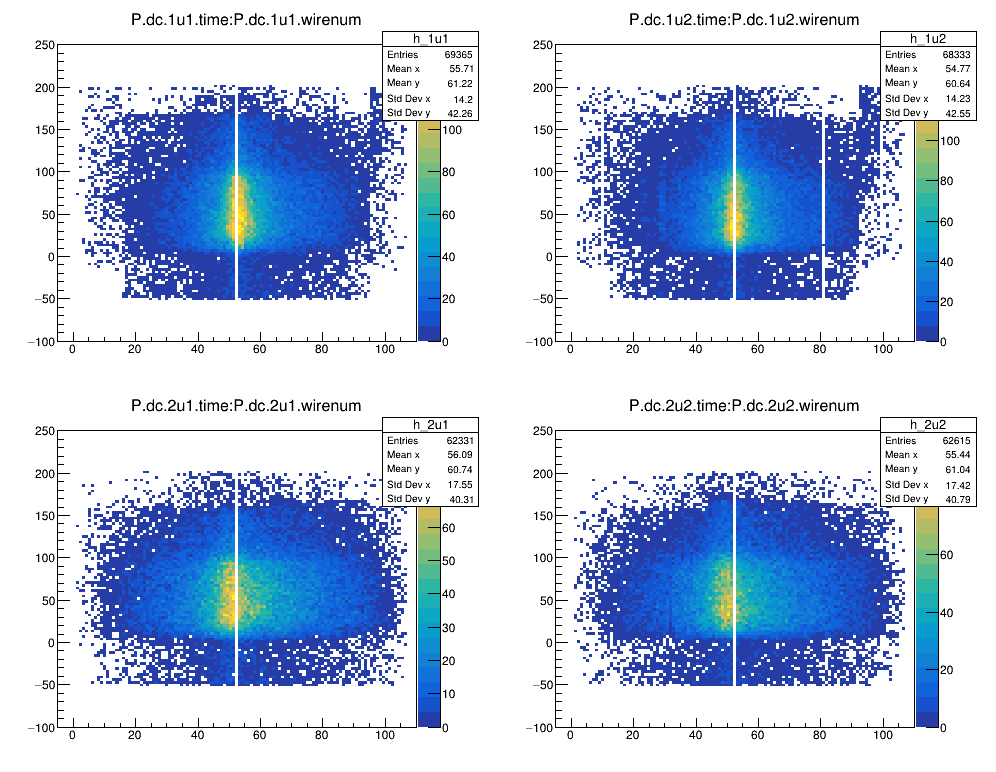 P.dc.1u1.time:P.dc.1u1.wirenum
h_1u1
Entries 69365
Mean x 55.71
Mean y 61.22
Std Dev x 14.2
Std Dev y 42.26
250
200
150
100
50
0
−50
−100
0 20 40 60 80 100
100
80
60
40
20
0
P.dc.1u2.time:P.dc.1u2.wirenum
h_1u2
Entries 68333
Mean x 54.77
Mean y 60.64
Std Dev x 14.23
Std Dev y 42.55
250
200
150
100
50
0
−50
−100
0 20 40 60 80 100
100
80
60
40
20
0
P.dc.2u1.time:P.dc.2u1.wirenum
h_2u1
Entries 62331
Mean x 56.09
Mean y 60.74
Std Dev x 17.55
Std Dev y 40.31
250
200
150
100
50
0
−50
−100
0 20 40 60 80 100
60
50
40
30
20
10
0
P.dc.2u2.time:P.dc.2u2.wirenum
h_2u2
Entries 62615
Mean x 55.44
Mean y 61.04
Std Dev x 17.42
Std Dev y 40.79
250
200
150
100
50
0
−50
−100
0 20 40 60 80 100
60
40
20
0